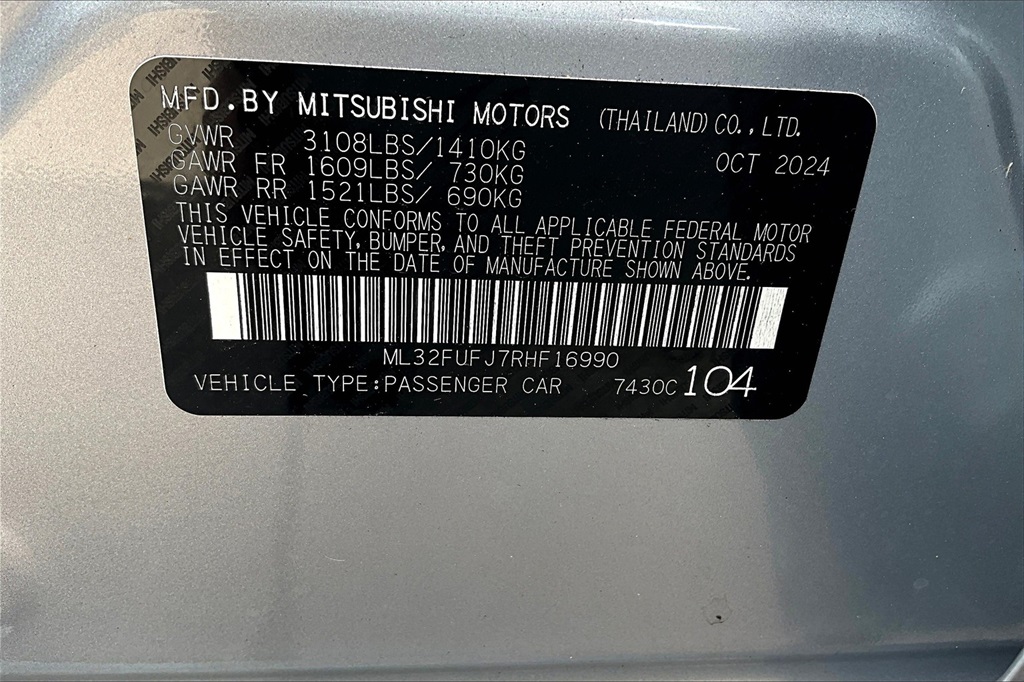 MFD.BY MITSUBISHI MOTORS (THAILAND) CO., LTD.
GVWR 3108LBS/1410KG OCT 2024
GAWR FR 1609LBS/ 730KG
GAWR RR 1521LBS/ 690KG
THIS VEHICLE CONFORMS TO ALL APPLICABLE FEDERAL MOTOR
VEHICLE SAFETY, BUMPER, AND THEFT PREVENTION STANDARDS
IN EFFECT ON THE DATE OF MANUFACTURE SHOWN ABOVE.
ML32FUFJ7RHF16990
VEHICLE TYPE:PASSENGER CAR 7430C 104